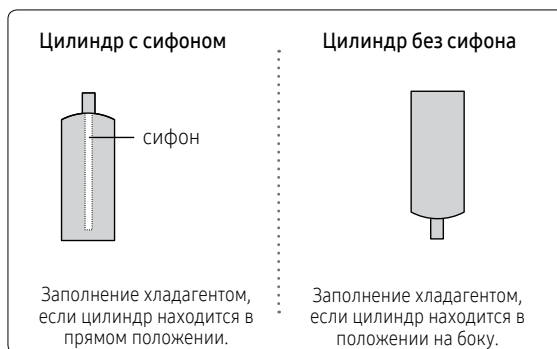 Цилиндр с сифоном
сифон
Заполнение хладагентом,
если цилиндр находится в
прямом положении.
Цилиндр без сифона
Заполнение хладагентом,
если цилиндр находится в
положении на боку.